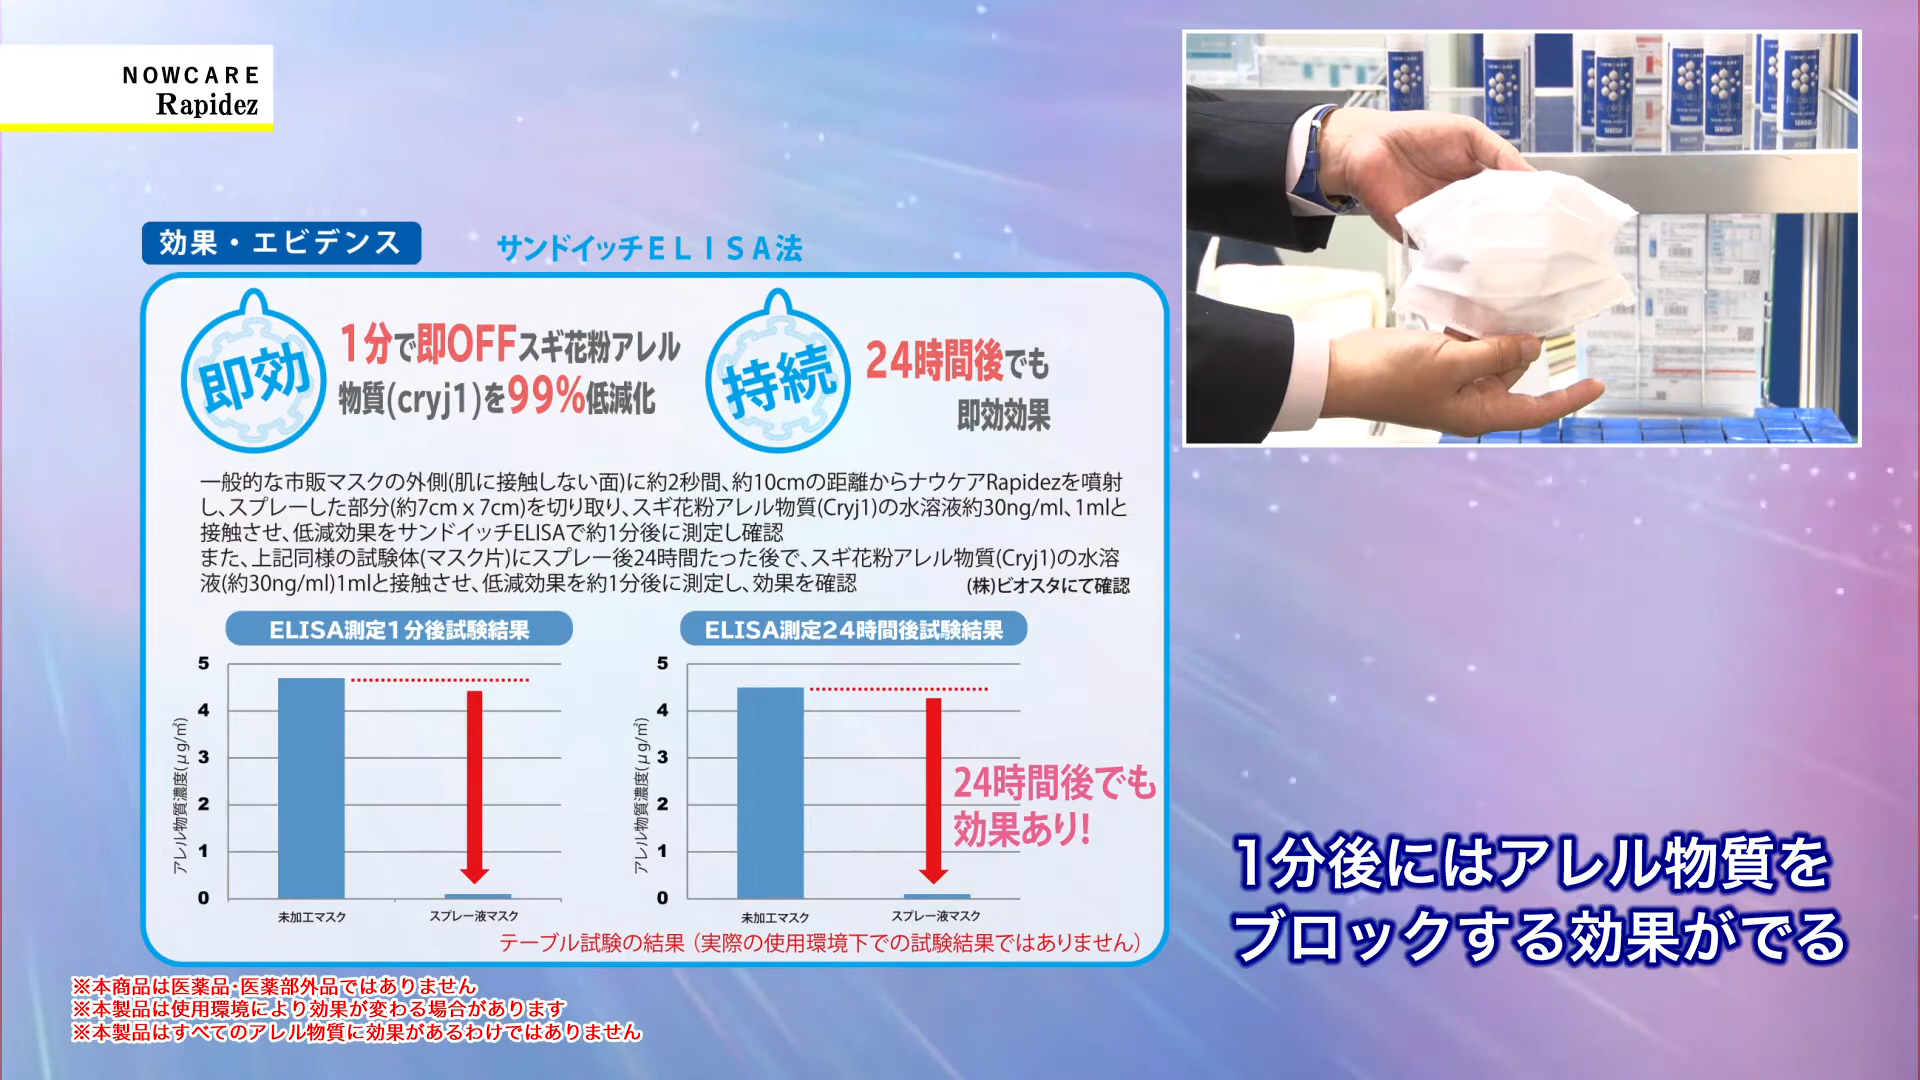 NOWCARE
Rapidez
効果・エビデンス
サンドイッチELISA法
即効
1分で即OFFスギ花粉アレル
物質(cryj1)を99%低減化
持続
24時間後でも
即効効果
一般的な市販マスクの外側(肌に接触しない面)に約2秒間、約10cmの距離からナウケアRapidezを噴射
し、スプレーした部分(約7cm x 7cm)を切り取り、スギ花粉アレル物質(Cryj1)の水溶液約30ng/ml、1mlと
接触させ、低減効果をサンドイッチELISAで約1分後に測定し確認
また、上記同様の試験体(マスク片)にスプレー後24時間たった後で、スギ花粉アレル物質(Cryj1)の水溶
液(約30ng/ml)1mlと接触させ、低減効果を約1分後に測定し、効果を確認
(株)ビオスタにて確認
ELISA測定1分後試験結果
アレル物質濃度(μg/㎡)
5
4
3
2
1
0
未加工マスク
スプレー液マスク
ELISA測定24時間後試験結果
アレル物質濃度(μg/㎡)
5
4
3
2
1
0
24時間後でも
効果あり!
未加工マスク
スプレー液マスク
テーブル試験の結果（実際の使用環境下での試験結果ではありません）
1分後にはアレル物質を
ブロックする効果がでる
※本商品は医薬品・医薬部外品ではありません
※本製品は使用環境により効果が変わる場合があります
※本製品はすべてのアレル物質に効果があるわけではありません